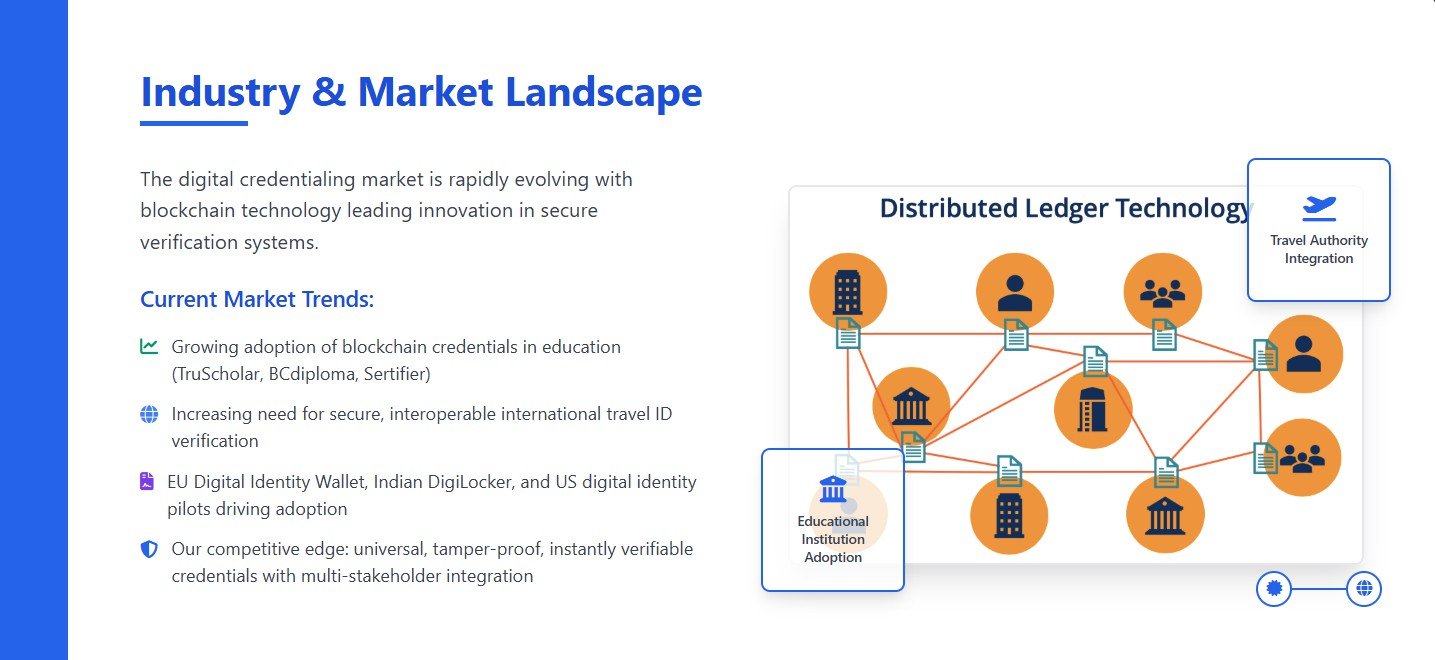 Industry & Market Landscape
The digital credentialing market is rapidly evolving with
blockchain technology leading innovation in secure
verification systems.
Current Market Trends:
Growing adoption of blockchain credentials in education
(TruScholar, BCdiploma, Sertifier)
Increasing need for secure, interoperable international travel ID
verification
EU Digital Identity Wallet, Indian DigiLocker, and US digital identity
pilots driving adoption
Our competitive edge: universal, tamper-proof, instantly verifiable
credentials with multi-stakeholder integration
Distributed Ledger Technology
Travel Authority
Integration
Educational
Institution
Adoption